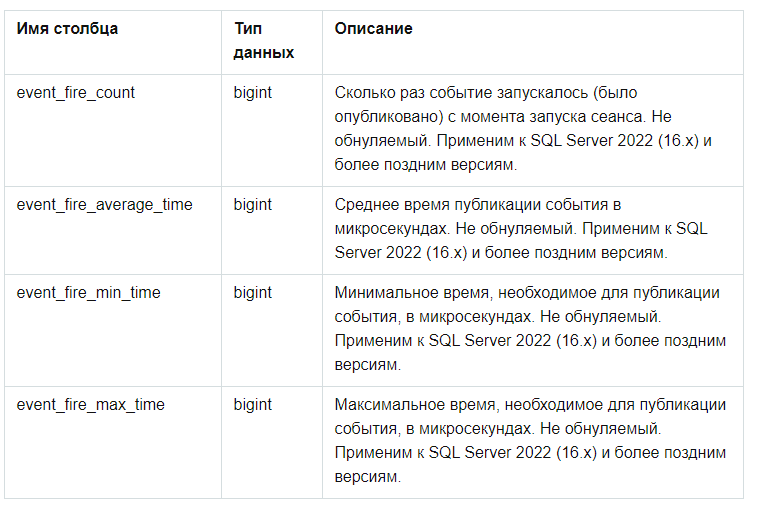 Имя столбца
Тип
данных
Описание
event_fire_count
bigint
Сколько раз событие запускалось (было
опубликовано) с момента запуска сеанса. Не
обнуляемый. Применим к SQL Server 2022 (16.x) и
более поздним версиям.
event_fire_average_time
bigint
Среднее время публикации события в
микросекундах. Не обнуляемый. Применим к SQL
Server 2022 (16.x) и более поздним версиям.
event_fire_min_time
bigint
Минимальное время, необходимое для публикации
события, в микросекундах. Не обнуляемый.
Применим к SQL Server 2022 (16.x) и более поздним
версиям.
event_fire_max_time
bigint
Максимальное время, необходимое для публикации
события, в микросекундах. Не обнуляемый.
Применим к SQL Server 2022 (16.x) и более поздним
версиям.